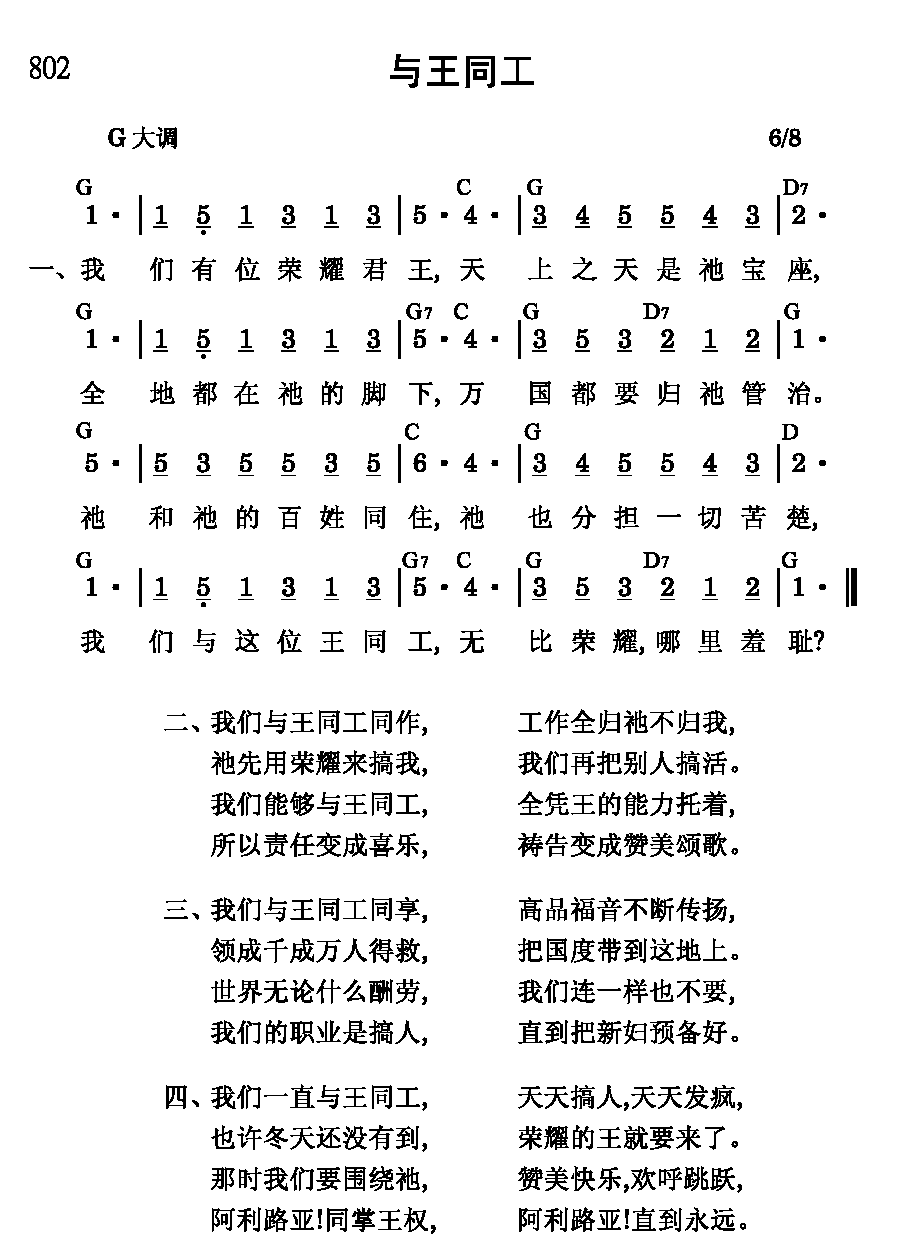 802 与王同工
G大调 6/8
G C G D7
1· | 1 5 1 3 1 3 | 5· 4· | 3 4 5 5 4 3 | 2·
一、我 们有位荣耀君 王,天 上之天是祂宝 座,
G G7 C G D7 G
1· | 1 5 1 3 1 3 | 5· 4· | 3 5 3 2 1 2 | 1·
全 地都在祂的脚 下,万 国都要归祂管 治。
G C G D
5· | 5 3 5 5 3 5 | 6· 4· | 3 4 5 5 4 3 | 2·
祂 和祂的百姓同 住,祂 也分担一切苦 楚,
G G7 C G D7 G
1· | 1 5 1 3 1 3 | 5· 4· | 3 5 3 2 1 2 | 1· ‖
我 们与这位王同 工,无 比荣耀,哪里羞 耻?
二、我们与王同工同作, 工作全归祂不归我,
祂先用荣耀来搞我, 我们再把别人搞活。
我们能够与王同工, 全凭王的能力托着,
所以责任变成喜乐, 祷告变成赞美颂歌。
三、我们与王同工同享, 高品福音不断传扬,
领成千成万人得救, 把国度带到这地上。
世界无论什么酬劳, 我们连一样也不要,
我们的职业是搞人, 直到把新妇预备好。
四、我们一直与王同工, 天天搞人,天天发疯,
也许冬天还没有到, 荣耀的王就要来了。
那时我们要围绕祂, 赞美快乐,欢呼跳跃,
阿利路亚!同掌王权, 阿利路亚!直到永远。